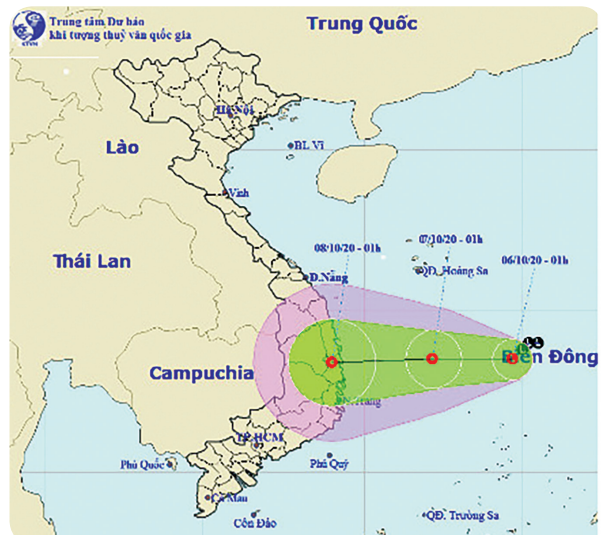 Trung tâm Dự báo
khí tượng thuỷ văn quốc gia
Trung Quốc
Hà Nội
BL Vĩ
Lào
Vinh
07/10/20 - 01h
08/10/20 - 01h
06/10/20 - 01h
Thái Lan
QĐ. Hoàng Sa
Đ.Nẵng
L L
Biển Đông
Campuchia
Trang
TP.HCM
Phú Quốc
Phú Quý
Cà Mau
Côn Đảo
QĐ. Trường Sa